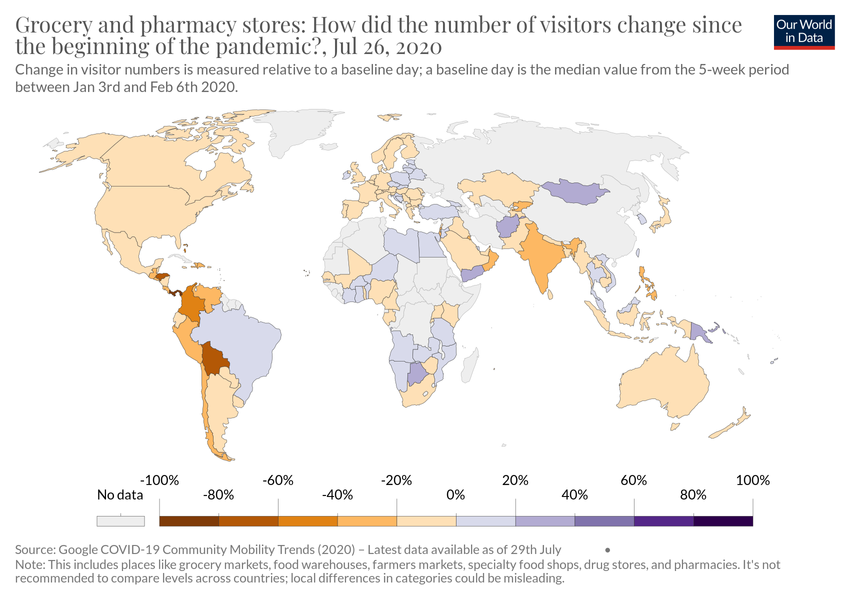 Grocery and pharmacy stores: How did the number of visitors change since
the beginning of the pandemic?, Jul 26, 2020
Our World
in Data
Change in visitor numbers is measured relative to a baseline day; a baseline day is the median value from the 5-week period
between Jan 3rd and Feb 6th 2020.
-100% -60% -20% 20% 60% 100%
No data -80% -40% 0% 40% 80%
Source: Google COVID-19 Community Mobility Trends (2020) – Latest data available as of 29th July •
Note: This includes places like grocery markets, food warehouses, farmers markets, specialty food shops, drug stores, and pharmacies. It's not
recommended to compare levels across countries; local differences in categories could be misleading.